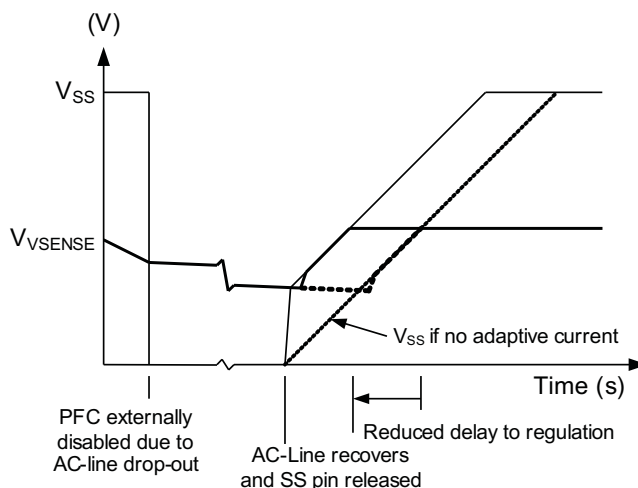 (V)
VSS
VVSENSE
VSS if no adaptive current
Time (s)
PFC externally
disabled due to
AC-line drop-out
AC-Line recovers
and SS pin released
Reduced delay to regulation